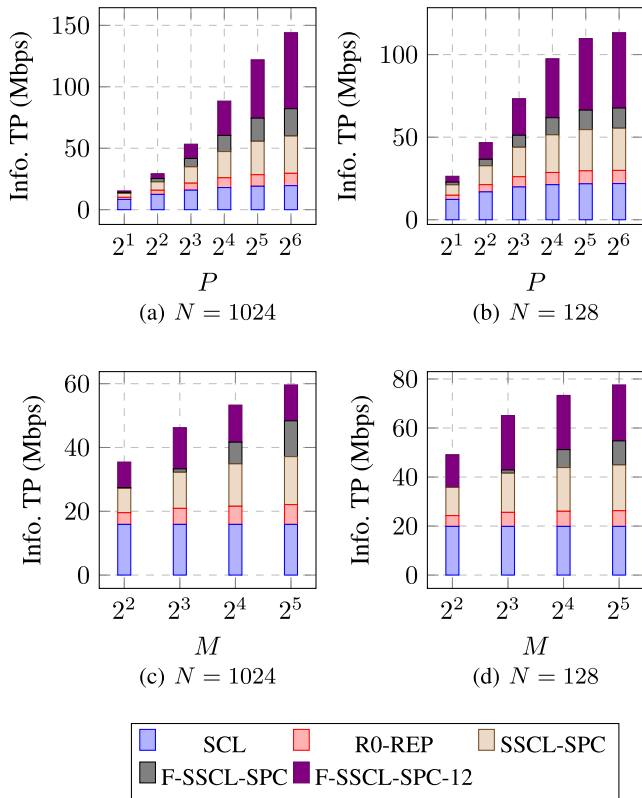 150
100
50
0
Info. TP (Mbps)
2^1 2^2 2^3 2^4 2^5 2^6
P
(a) N = 1024
100
50
0
Info. TP (Mbps)
2^1 2^2 2^3 2^4 2^5 2^6
P
(b) N = 128
60
40
20
0
Info. TP (Mbps)
2^2 2^3 2^4 2^5
M
(c) N = 1024
80
60
40
20
0
Info. TP (Mbps)
2^2 2^3 2^4 2^5
M
(d) N = 128
SCL R0-REP SSCL-SPC
F-SSCL-SPC F-SSCL-SPC-12